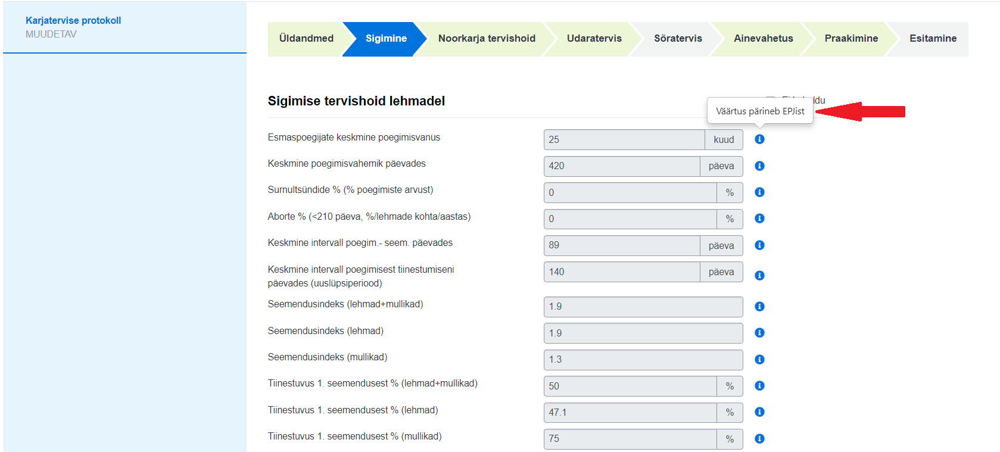 Karjatervise protokoll
MUUDETAV
Üldandmed
Sigimine
Noorkarja tervishoid
Udaratervis
Sõratervis
Ainevahetus
Praakimine
Esitamine
Sigimise tervishoid lehmadel
Väärtus pärineb EPJist
Esmaspoegijate keskmine poegimisvanus
25 kuud
Keskmine poegimisvahemik päevades
420 päeva
Surnultsündide % (% poegimiste arvust)
0 %
Aborte % (<210 päeva, %/lehmade kohta/aastas)
0 %
Keskmine intervall poegim.- seem. päevades
89 päeva
Keskmine intervall poegimisest tiinestumiseni
päevades (uuslüpsiperiood)
140 päeva
Seemendusindeks (lehmad+mullikad)
1.9
Seemendusindeks (lehmad)
1.9
Seemendusindeks (mullikad)
1.3
Tiinestuvus 1. seemendusest % (lehmad+mullikad)
50 %
Tiinestuvus 1. seemendusest % (lehmad)
47.1 %
Tiinestuvus 1. seemendusest % (mullikad)
75 %